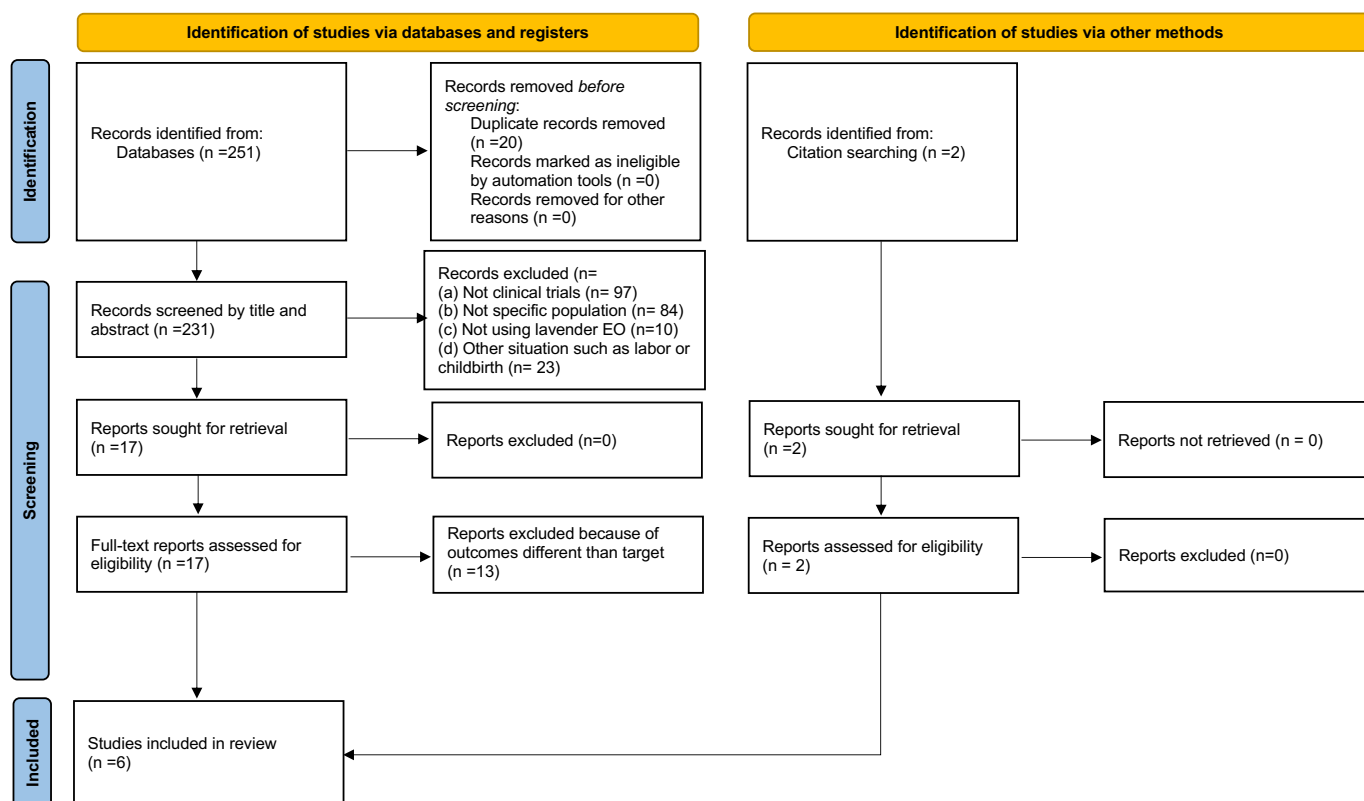 Identification of studies via databases and registers
Identification of studies via other methods
Identification
Records identified from:
Databases (n =251)
Records removed before
screening:
Duplicate records removed
(n =20)
Records marked as ineligible
by automation tools (n =0)
Records removed for other
reasons (n =0)
Records identified from:
Citation searching (n =2)
Screening
Records screened by title and
abstract (n =231)
Records excluded (n=
(a) Not clinical trials (n= 97)
(b) Not specific population (n= 84)
(c) Not using lavender EO (n=10)
(d) Other situation such as labor or
childbirth (n= 23)
Reports sought for retrieval
(n =17)
Reports excluded (n=0)
Reports sought for retrieval
(n =2)
Reports not retrieved (n = 0)
Full-text reports assessed for
eligibility (n =17)
Reports excluded because of
outcomes different than target
(n =13)
Reports assessed for eligibility
(n = 2)
Reports excluded (n=0)
Included
Studies included in review
(n =6)